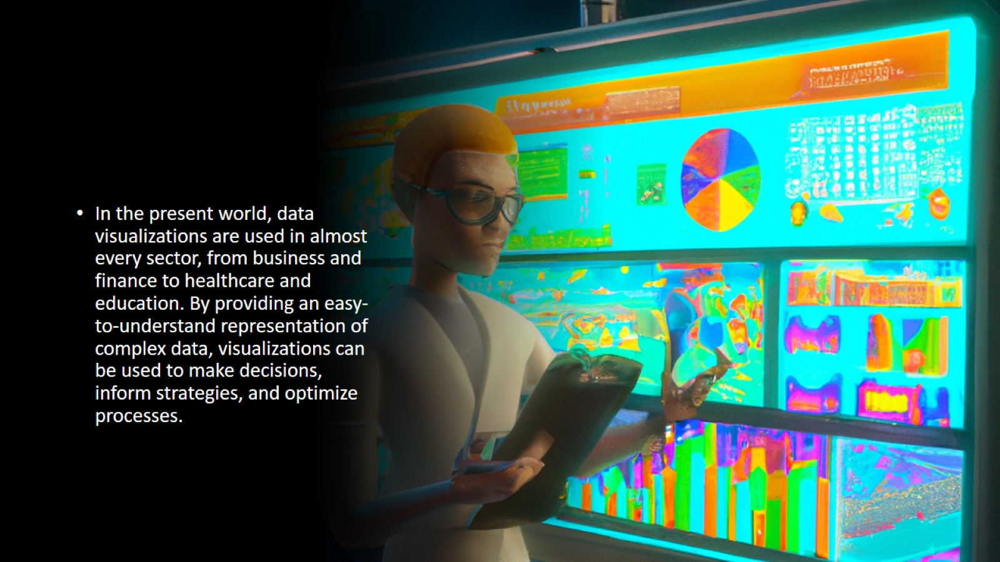 • In the present world, data
visualizations are used in almost
every sector, from business and
finance to healthcare and
education. By providing an easy-
to-understand representation of
complex data, visualizations can
be used to make decisions,
inform strategies, and optimize
processes.